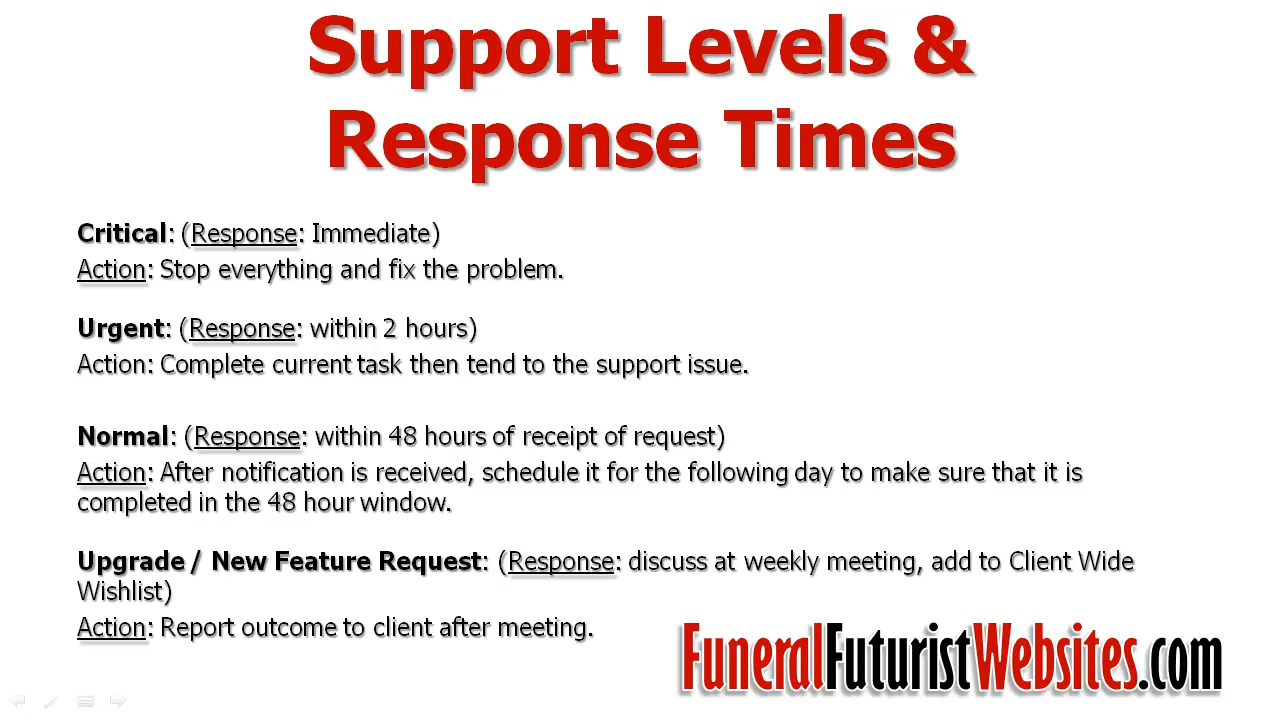 Support Levels &
Response Times
Critical: (Response: Immediate)
Action: Stop everything and fix the problem.
Urgent: (Response: within 2 hours)
Action: Complete current task then tend to the support issue.
Normal: (Response: within 48 hours of receipt of request)
Action: After notification is received, schedule it for the following day to make sure that it is
completed in the 48 hour window.
Upgrade / New Feature Request: (Response: discuss at weekly meeting, add to Client Wide
Wishlist)
Action: Report outcome to client after meeting.
FuneralFuturistWebsites.com